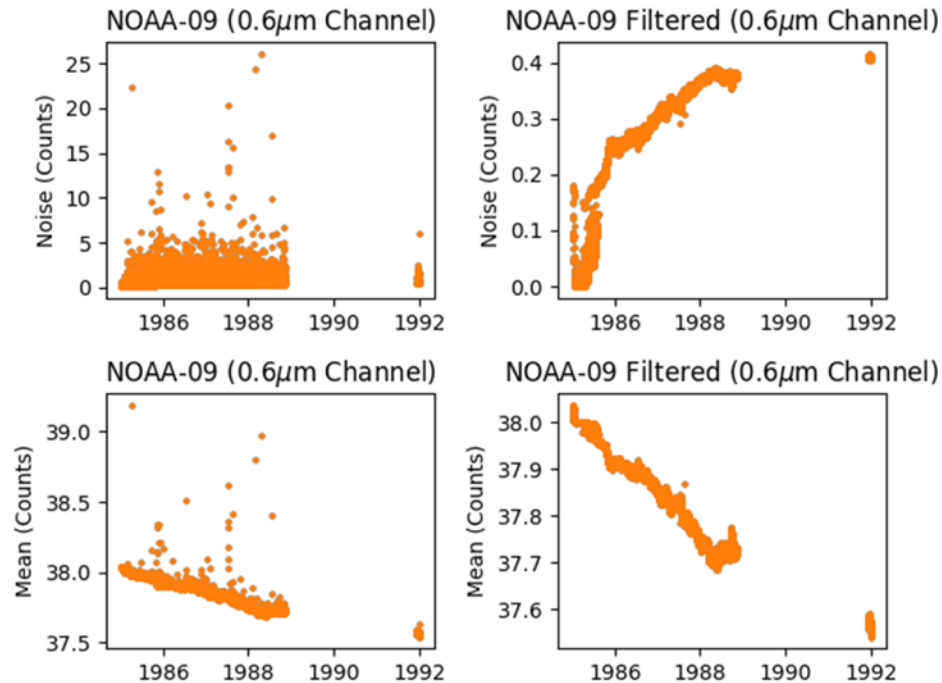 NOAA-09 (0.6μm Channel)
Noise (Counts)
25
20
15
10
5
0
1986 1988 1990 1992
NOAA-09 Filtered (0.6μm Channel)
Noise (Counts)
0.4
0.3
0.2
0.1
0.0
1986 1988 1990 1992
NOAA-09 (0.6μm Channel)
Mean (Counts)
39.0
38.5
38.0
37.5
1986 1988 1990 1992
NOAA-09 Filtered (0.6μm Channel)
Mean (Counts)
38.0
37.9
37.8
37.7
37.6
1986 1988 1990 1992